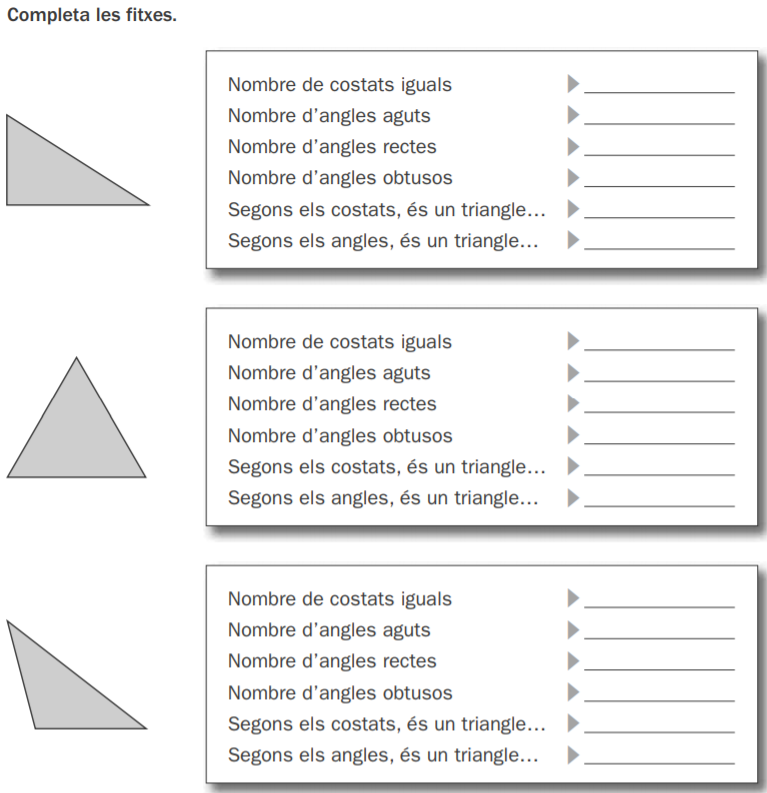 Completa les fitxes.
Nombre de costats iguals
Nombre d’angles aguts
Nombre d’angles rectes
Nombre d’angles obtusos
Segons els costats, és un triangle…
Segons els angles, és un triangle…
Nombre de costats iguals
Nombre d’angles aguts
Nombre d’angles rectes
Nombre d’angles obtusos
Segons els costats, és un triangle…
Segons els angles, és un triangle…
Nombre de costats iguals
Nombre d’angles aguts
Nombre d’angles rectes
Nombre d’angles obtusos
Segons els costats, és un triangle…
Segons els angles, és un triangle…